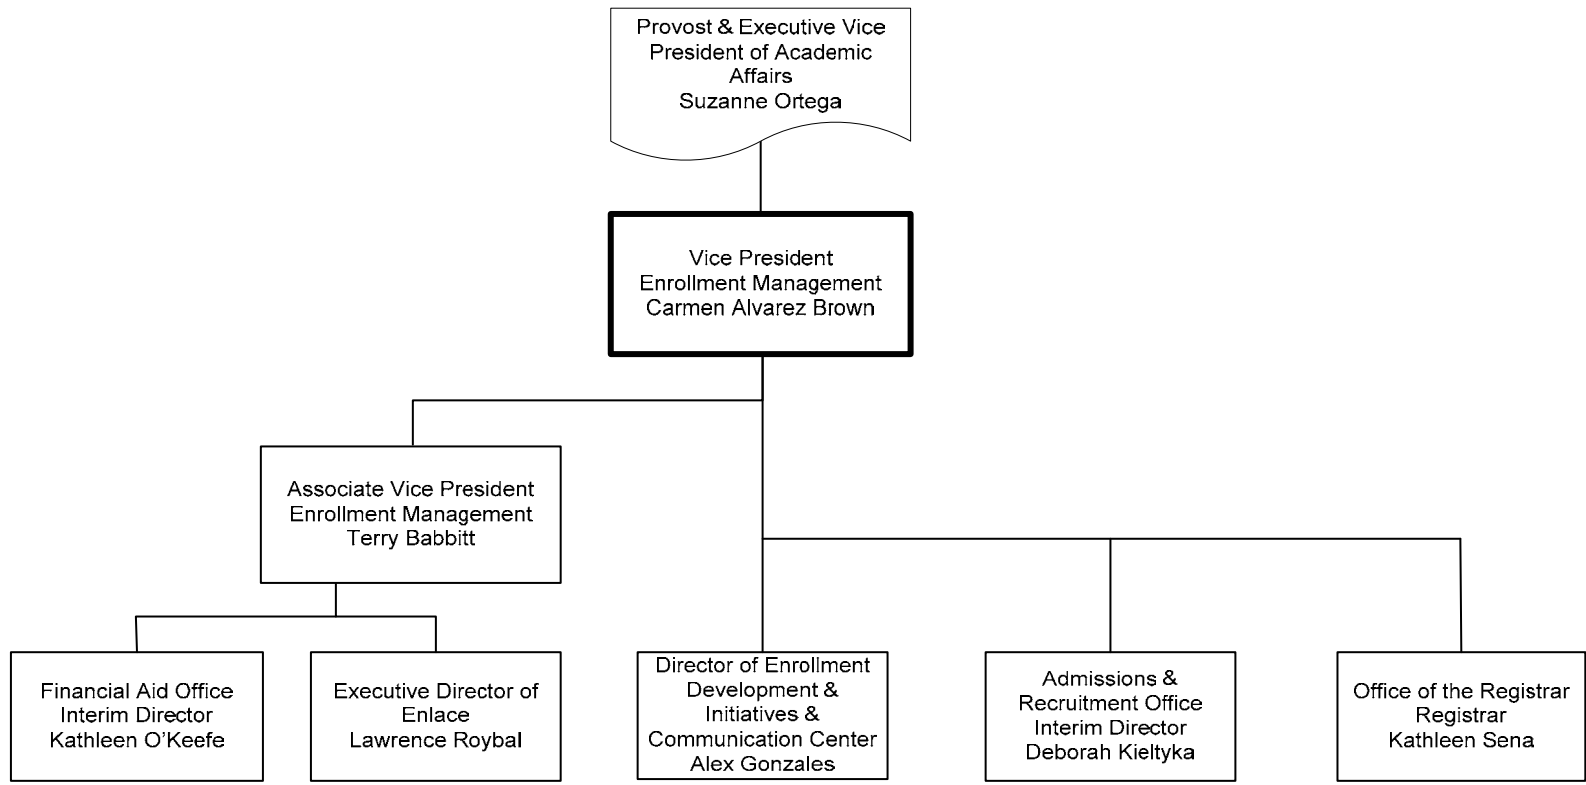 Provost & Executive Vice
President of Academic
Affairs
Suzanne Ortega
Vice President
Enrollment Management
Carmen Alvarez Brown
Associate Vice President
Enrollment Management
Terry Babbitt
Financial Aid Office
Interim Director
Kathleen O’Keefe
Executive Director of
Enlace
Lawrence Roybal
Director of Enrollment
Development &
Initiatives &
Communication Center
Alex Gonzales
Admissions &
Recruitment Office
Interim Director
Deborah Kieltyka
Office of the Registrar
Registrar
Kathleen Sena